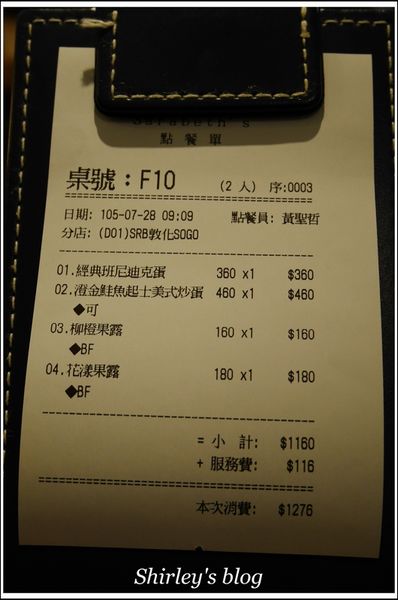 Sarabeth's
點餐單
桌號：F10 (2 人) 序:0003
日期: 105-07-28 09:09 點餐員: 黃聖哲
分店: (D01)SRB敦化SOGO
01.經典班尼迪克蛋 360 x1 $360
02.澄金鮭魚起士美式炒蛋 460 x1 $460
◆可
03.柳橙果露 160 x1 $160
◆BF
04.花漾果露 180 x1 $180
◆BF
= 小 計: $1160
+ 服務費: $116
本次消費: $1276
Shirley's blog